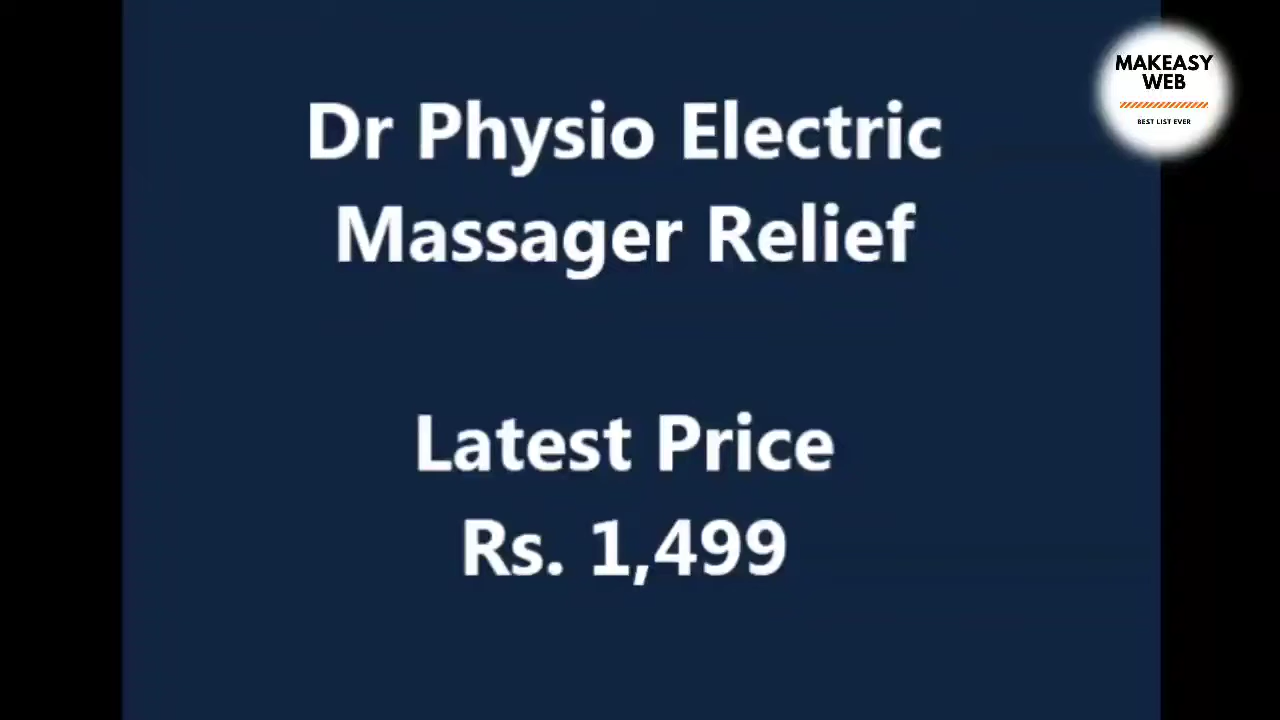 Dr Physio Electric
Massager Relief
Latest Price
Rs. 1,499
MAKEASY
WEB
BEST LIST EVER